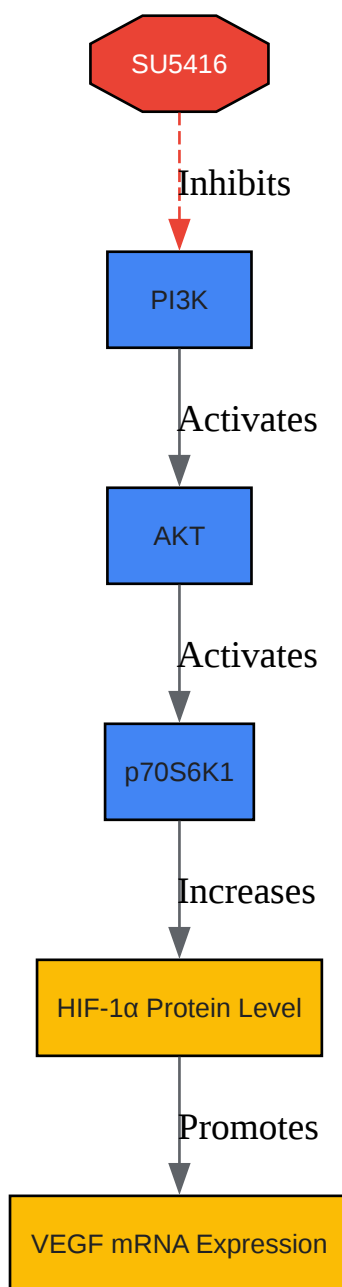 SU5416
Inhibits
PI3K
Activates
AKT
Activates
p70S6K1
Increases
HIF-1α Protein Level
Promotes
VEGF mRNA Expression